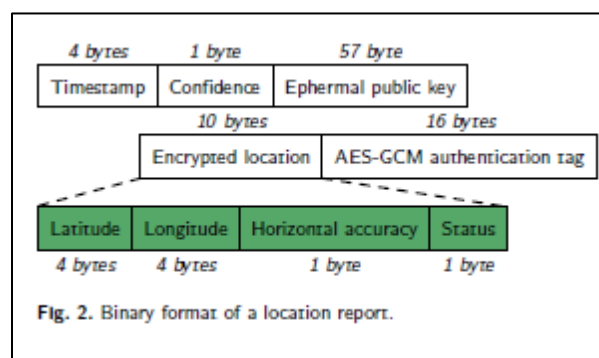 4 bytes 1 byte 57 byte
Timestamp Confidence Ephermal public key
10 bytes 16 bytes
Encrypted location AES-GCM authentication tag
Latitude Longitude Horizontal accuracy Status
4 bytes 4 bytes 1 byte 1 byte
Fig. 2. Binary format of a location report.